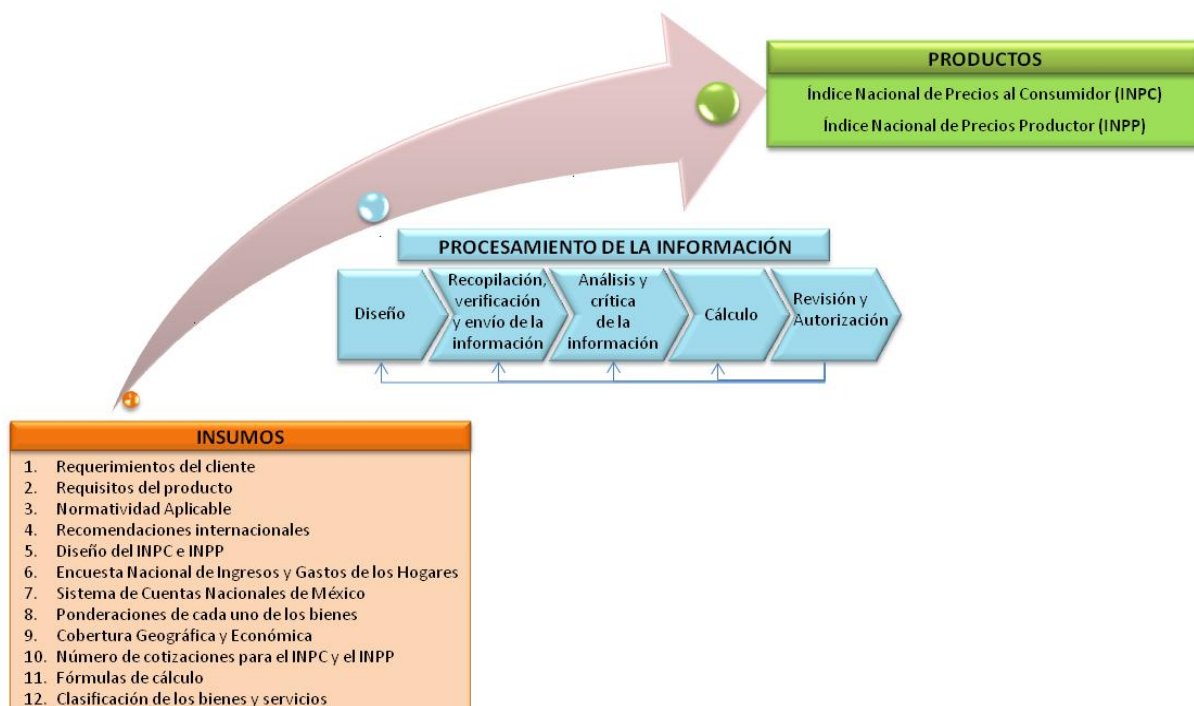 PRODUCTOS
Índice Nacional de Precios al Consumidor (INPC)
Índice Nacional de Precios Productor (INPP)
PROCESAMIENTO DE LA INFORMACIÓN
Diseño
Recopilación,
verificación
y envío de la
información
Análisis y
crítica
de la
información
Cálculo
Revisión y
Autorización
INSUMOS
1. Requerimientos del cliente
2. Requisitos del producto
3. Normatividad Aplicable
4. Recomendaciones internacionales
5. Diseño del INPC e INPP
6. Encuesta Nacional de Ingresos y Gastos de los Hogares
7. Sistema de Cuentas Nacionales de México
8. Ponderaciones de cada uno de los bienes
9. Cobertura Geográfica y Económica
10. Número de cotizaciones para el INPC y el INPP
11. Fórmulas de cálculo
12. Clasificación de los bienes y servicios